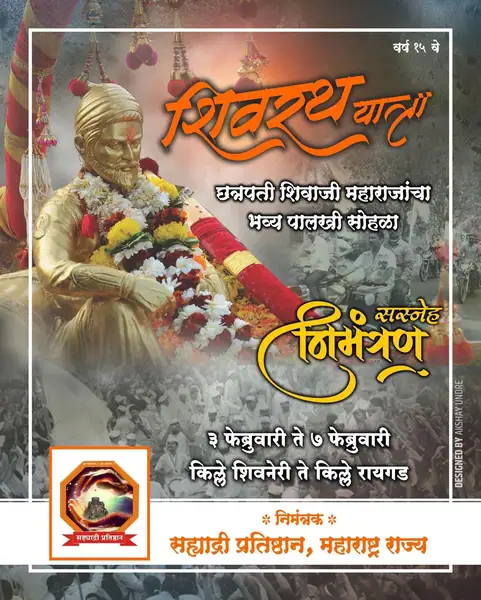 वर्ष १५ वे
शिवरथ यात्रा
छत्रपती शिवाजी महाराजांचा
भव्य पालखी सोहळा
सस्नेह
निमंत्रण
३ फेब्रुवारी ते ७ फेब्रुवारी
किल्ले शिवनेरी ते किल्ले रायगड
DESIGNED BY AKSHAY UNDRE
सह्याद्री प्रतिष्ठान
* निमंत्रक *
सह्याद्री प्रतिष्ठान, महाराष्ट्र राज्य